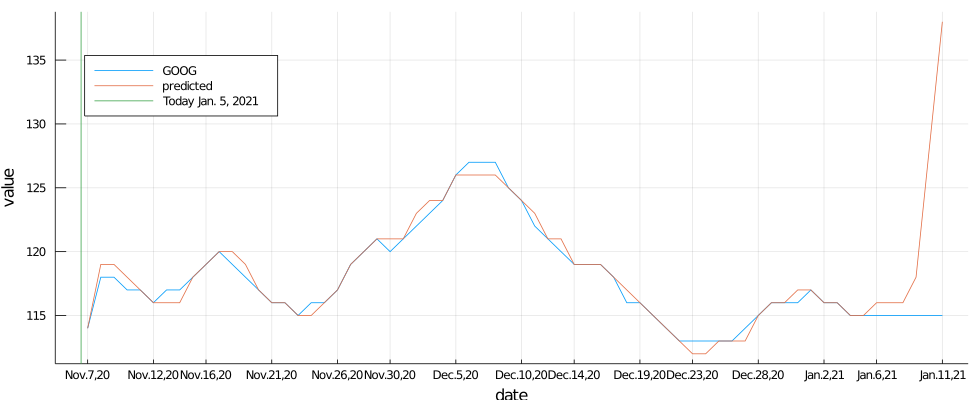 135
130
125
120
115
value
GOOG
predicted
Today Jan. 5, 2021
Nov.7,20 Nov.12,20 Nov.16,20 Nov.21,20 Nov.26,20 Nov.30,20 Dec.5,20 Dec.10,20 Dec.14,20 Dec.19,20 Dec.23,20 Dec.28,20 Jan.2,21 Jan.6,21 Jan.11,21
date